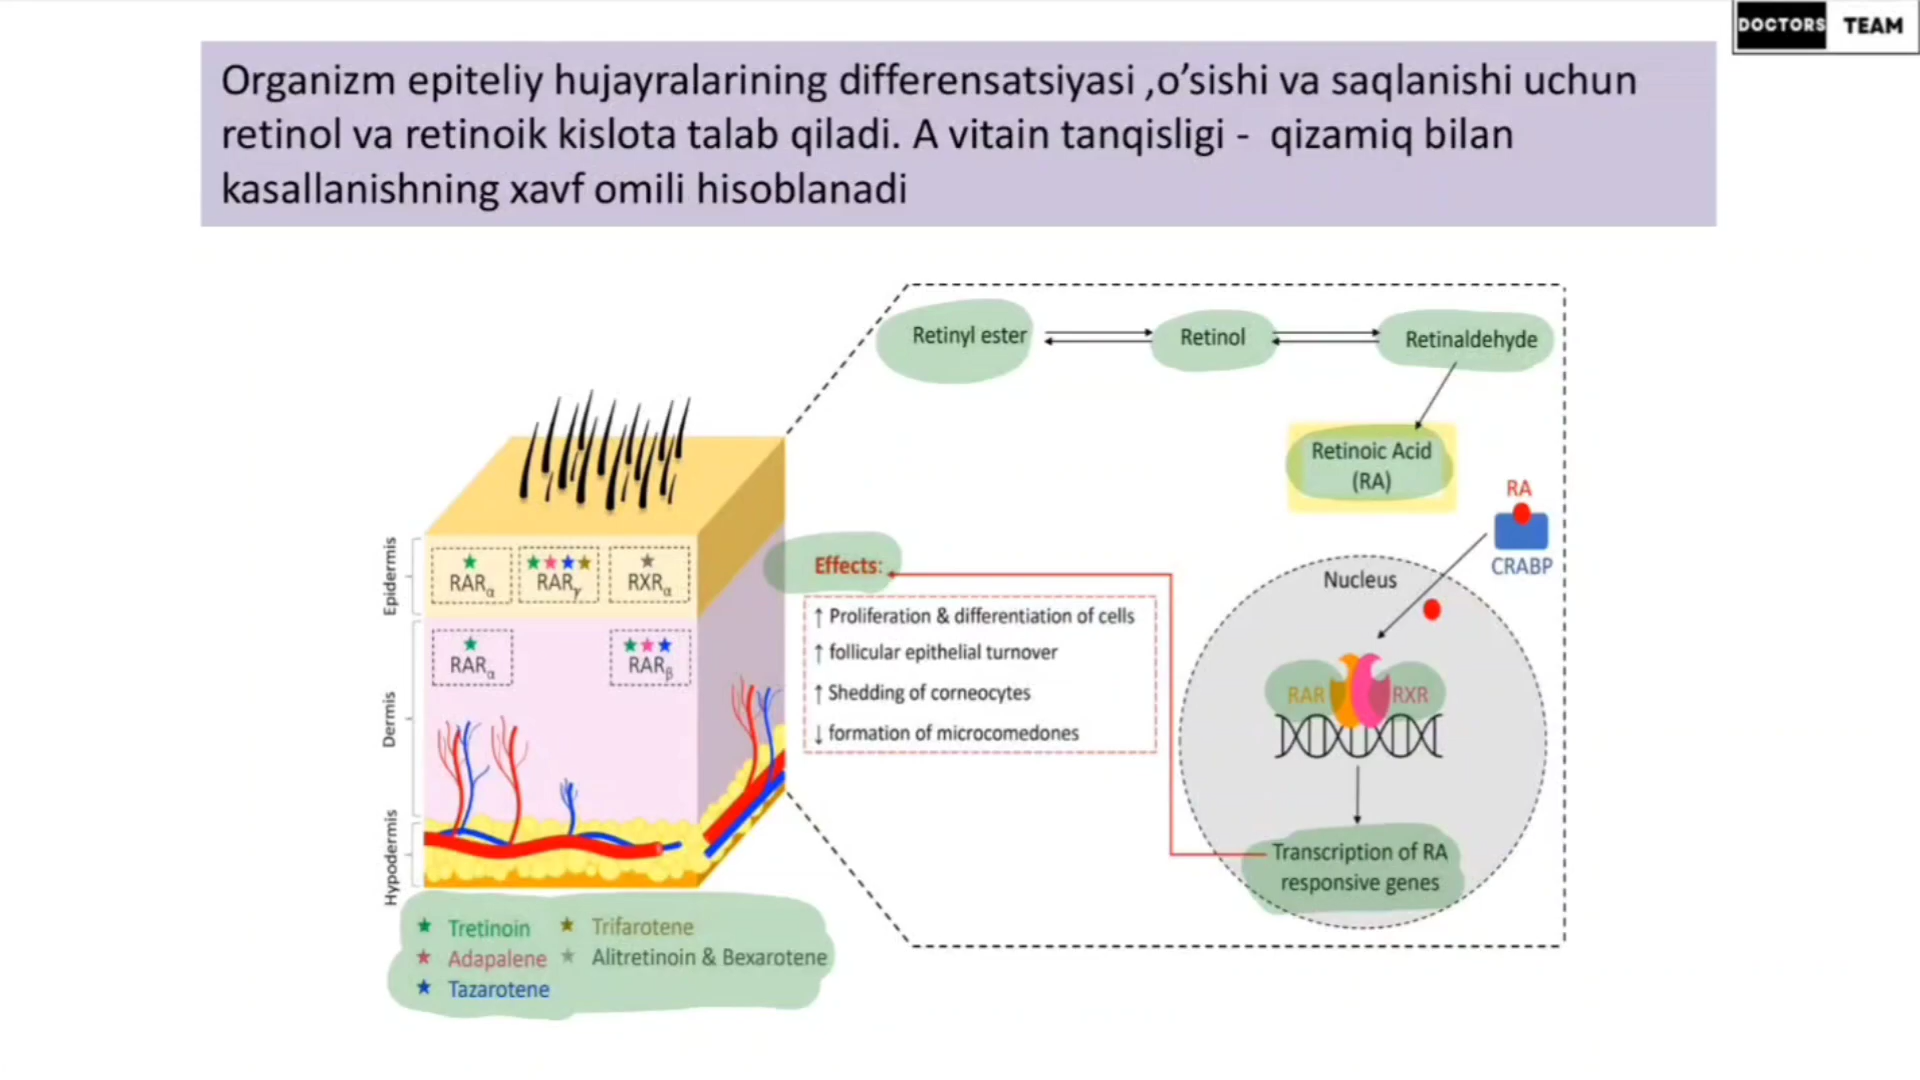 DOCTORS TEAM
Organizm epiteliy hujayralarining differensatsiyasi ,o’sishi va saqlanishi uchun
retinol va retinoik kislota talab qiladi. A vitain tanqisligi - qizamiq bilan
kasallanishning xavf omili hisoblanadi
Retinyl ester
Retinol
Retinaldehyde
Retinoic Acid
(RA)
RA
CRABP
Nucleus
RAR
RXR
Transcription of RA
responsive genes
Effects:
↑ Proliferation & differentiation of cells
↑ follicular epithelial turnover
↑ Shedding of corneocytes
↓ formation of microcomedones
Epidermis
RARα
RARγ
RXRα
Dermis
RARα
RARβ
Hypodermis
★ Tretinoin
★ Trifarotene
★ Adapalene
★ Alitretinoin & Bexarotene
★ Tazarotene